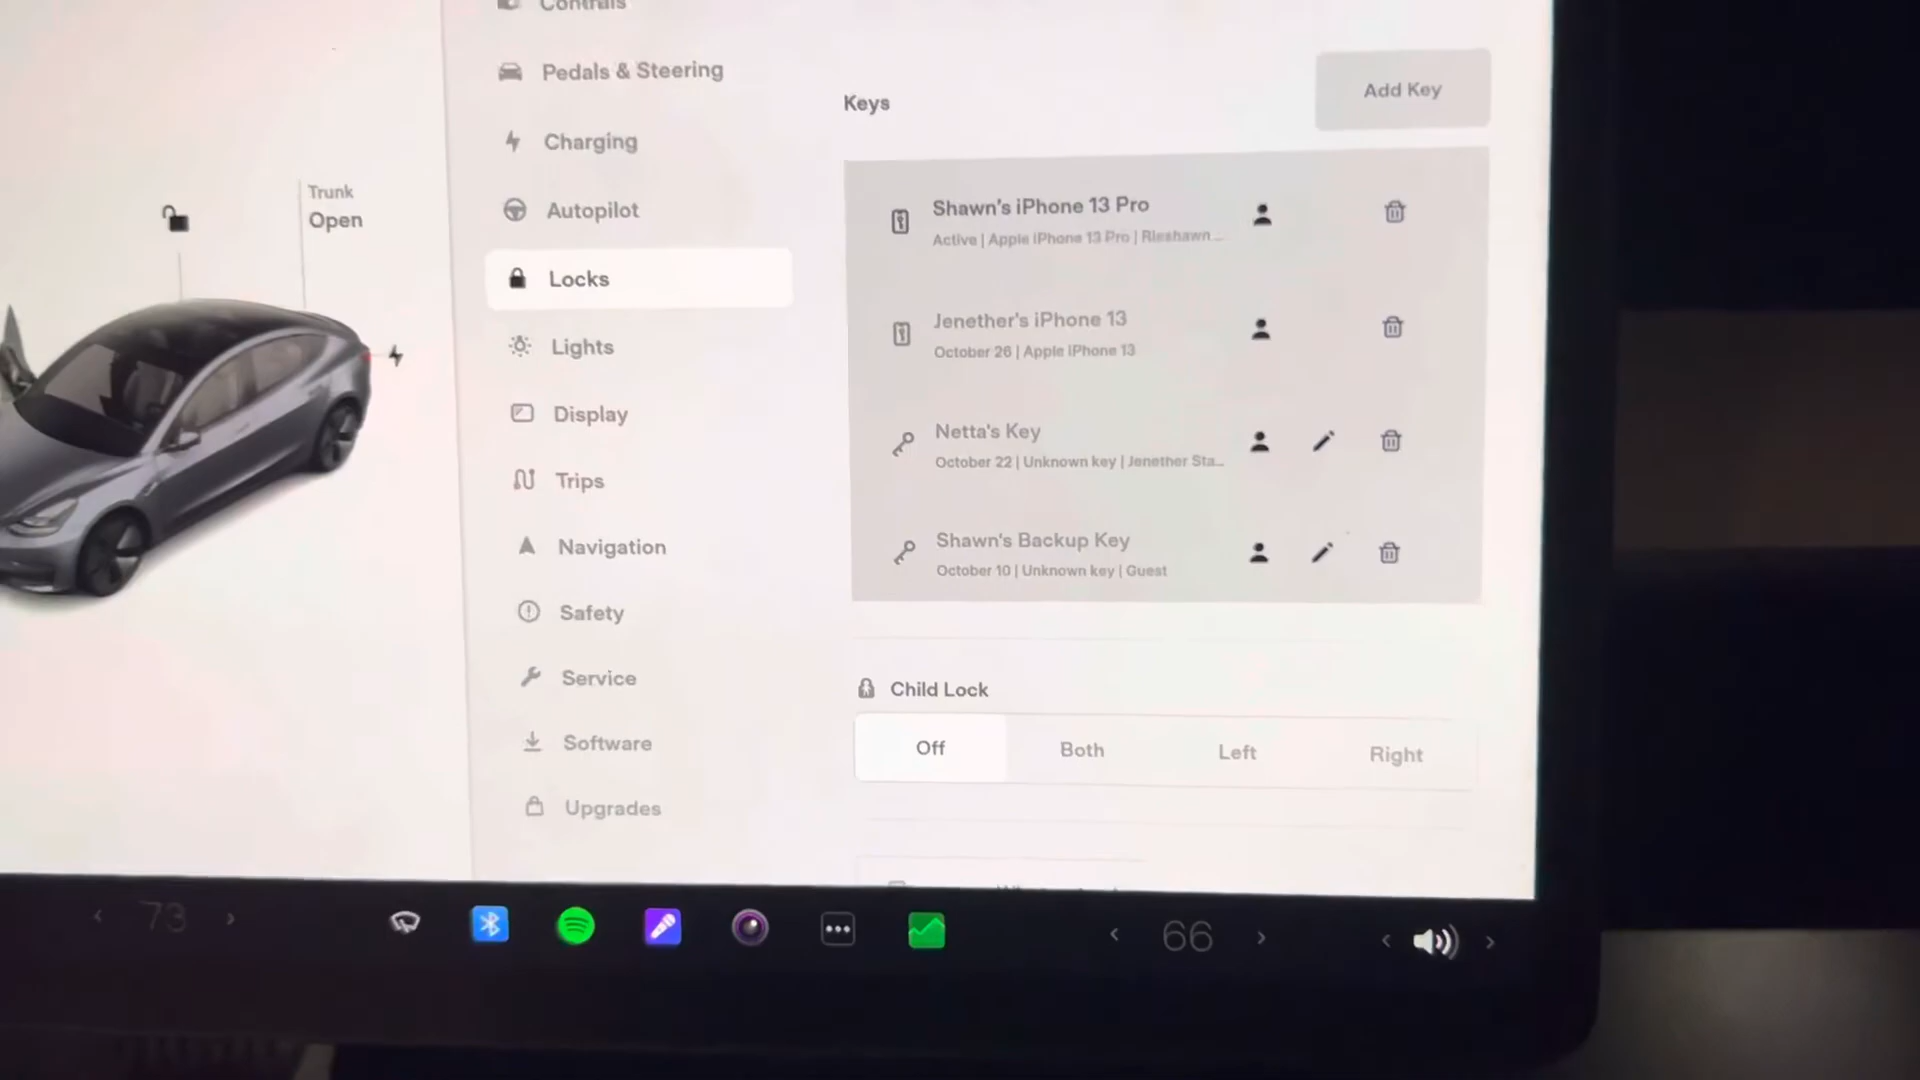 Controls
Pedals & Steering
Charging
Autopilot
Locks
Lights
Display
Trips
Navigation
Safety
Service
Software
Upgrades
Trunk
Open
Keys
Add Key
Shawn's iPhone 13 Pro
Active | Apple iPhone 13 Pro |
Jenether's iPhone 13
October 26 | Apple iPhone 13
Netta's Key
October 22 | Unknown key | Jenether Sta...
Shawn's Backup Key
October 10 | Unknown key | Guest
Child Lock
Off
Both
Left
Right
73
66